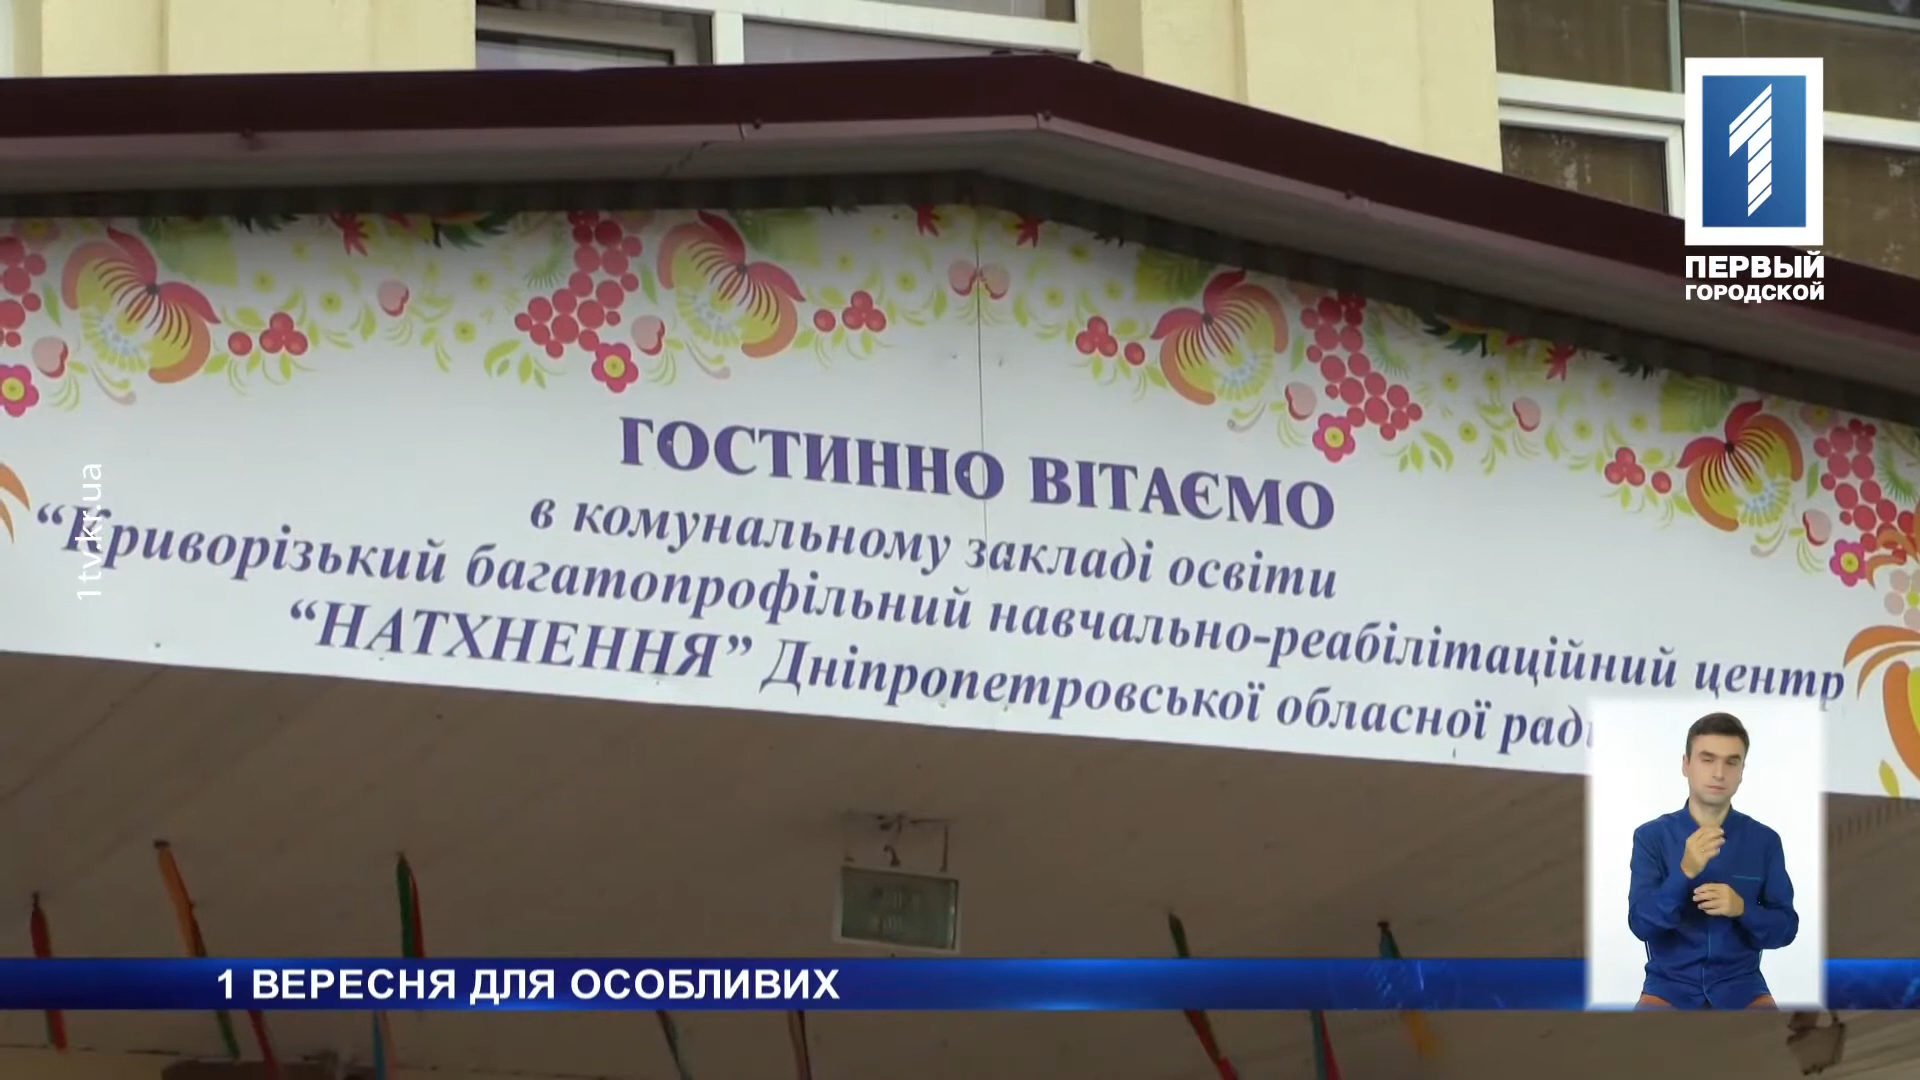 ПЕРВЫЙ
ГОРОДСКОЙ
1tv.kr.ua
ГОСТИННО ВІТАЄМО
в комунальному закладі освіти
“Криворізький багатопрофільний навчально-реабілітаційний центр
“НАТХНЕННЯ” Дніпропетровської обласної
1 ВЕРЕСНЯ ДЛЯ ОСОБЛИВИХ